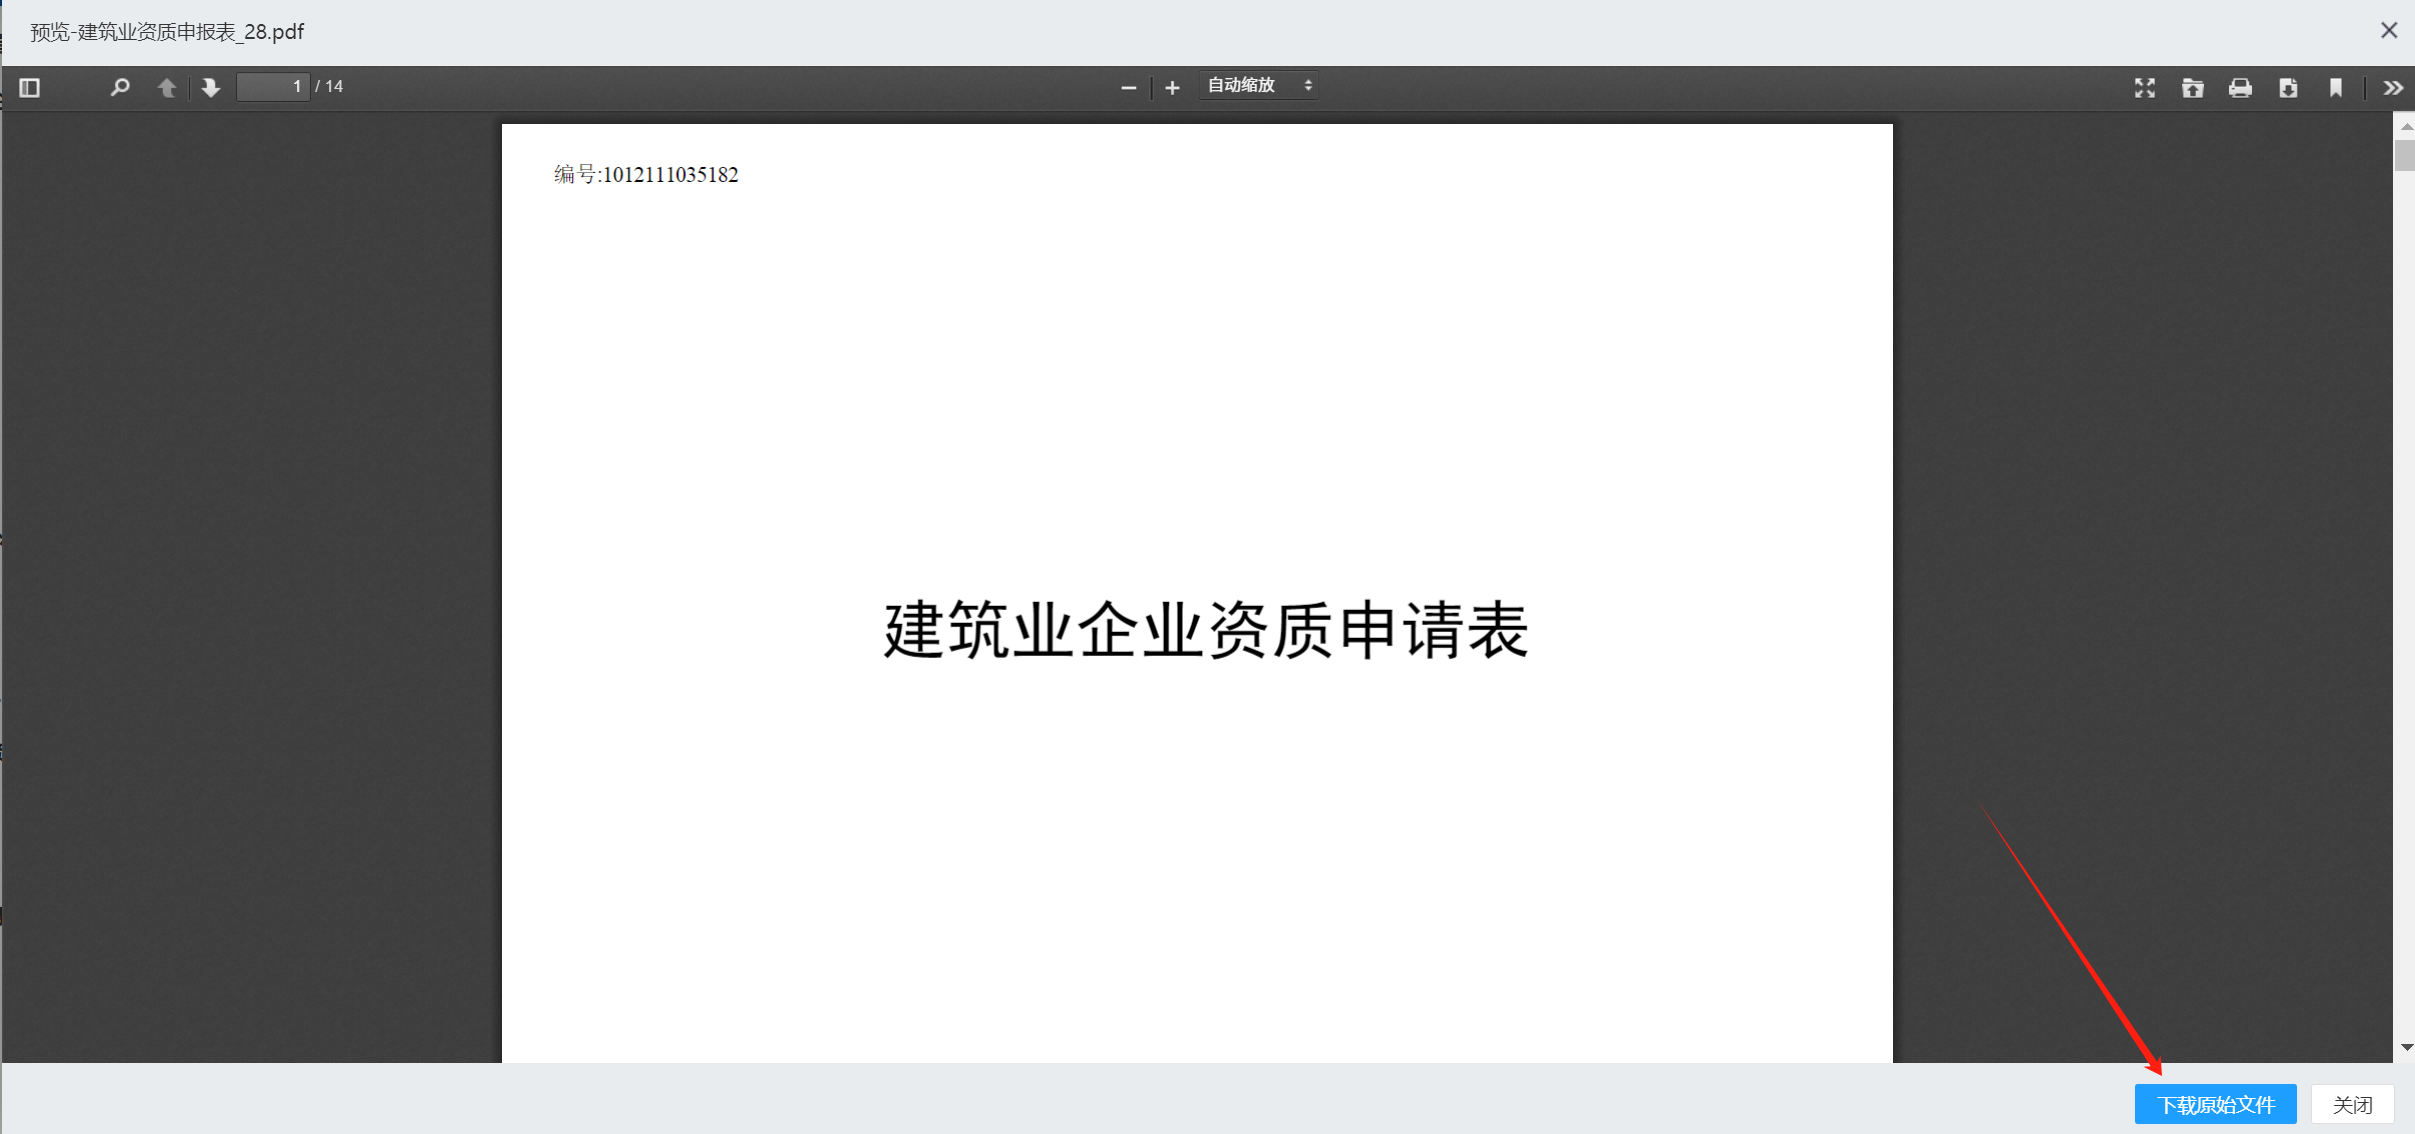 预览-建筑业资质申报表_28.pdf
1 / 14
自动缩放
编号:1012111035182
建筑业企业资质申请表
下载原始文件
关闭